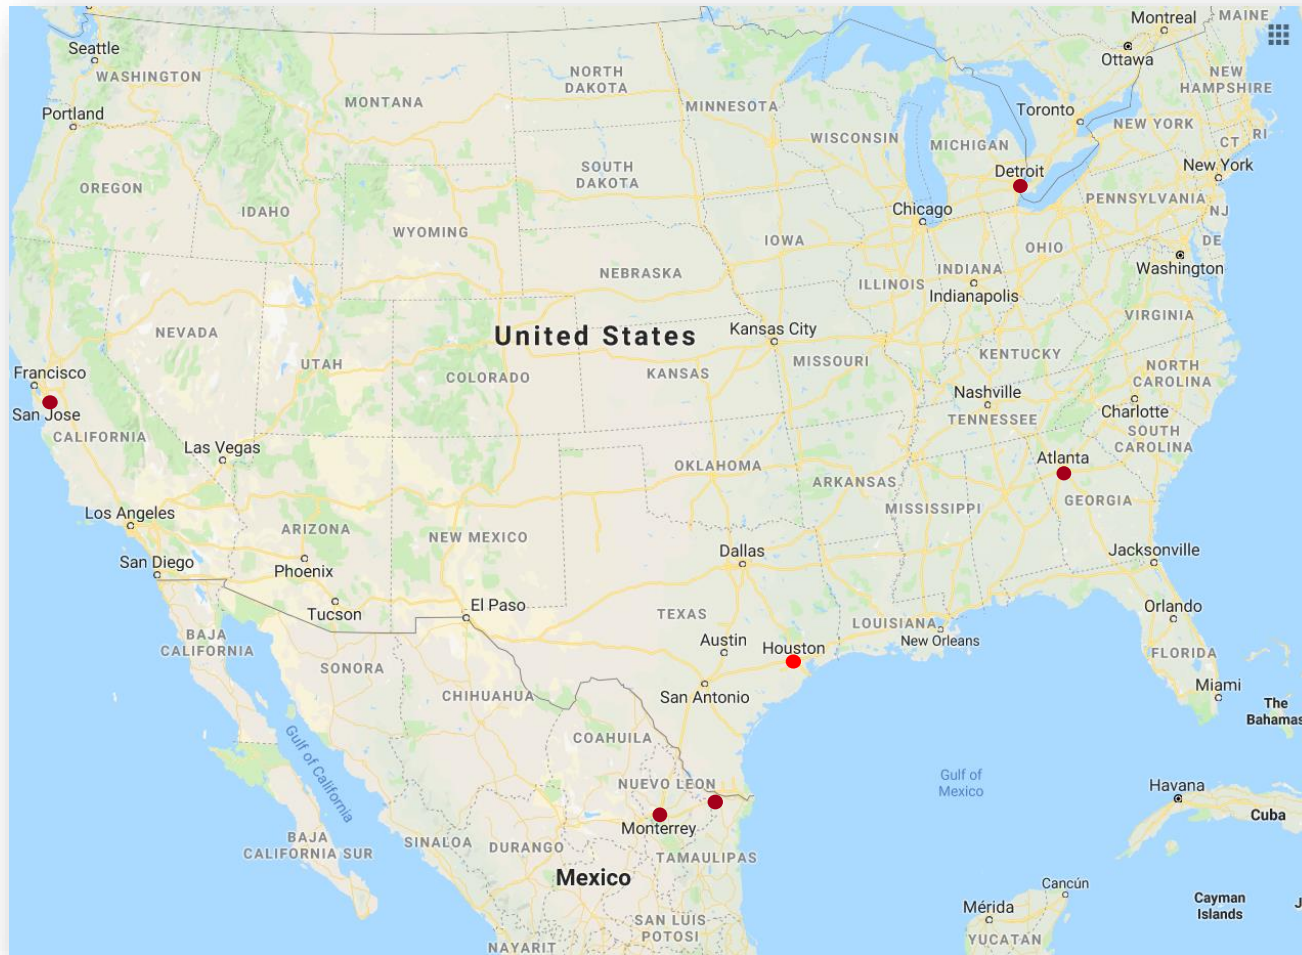 Montreal
MAINE
Seattle
Ottawa
WASHINGTON
NORTH
DAKOTA
NEW
HAMPSHIRE
MONTANA
MINNESOTA
Portland
Toronto
NEW YORK
RI
WISCONSIN
MICHIGAN
CT
SOUTH
DAKOTA
Detroit
New York
OREGON
PENNSYLVANIA
IDAHO
Chicago
NJ
WYOMING
IOWA
OHIO
DE
NEBRASKA
INDIANA
Washington
ILLINOIS
Indianapolis
NEVADA
United States
Kansas City
VIRGINIA
UTAH
MISSOURI
KENTUCKY
Francisco
COLORADO
KANSAS
NORTH
CAROLINA
San Jose
Nashville
Charlotte
CALIFORNIA
TENNESSEE
SOUTH
CAROLINA
Las Vegas
Atlanta
OKLAHOMA
ARKANSAS
Los Angeles
MISSISSIPPI
GEORGIA
ARIZONA
NEW MEXICO
San Diego
Phoenix
Dallas
Jacksonville
Tucson
El Paso
TEXAS
Orlando
BAJA
CALIFORNIA
Austin
Houston
LOUISIANA
New Orleans
SONORA
FLORIDA
CHIHUAHUA
San Antonio
Miami
The
Bahamas
Gulf of California
COAHUILA
NUEVO LEON
Gulf of
Mexico
Havana
Monterrey
Cuba
BAJA
CALIFORNIA SUR
SINALOA
DURANGO
TAMAULIPAS
Mexico
Cancún
Mérida
Cayman
Islands
J
SAN LUIS
POTOSI
NAYARIT
YUCATAN